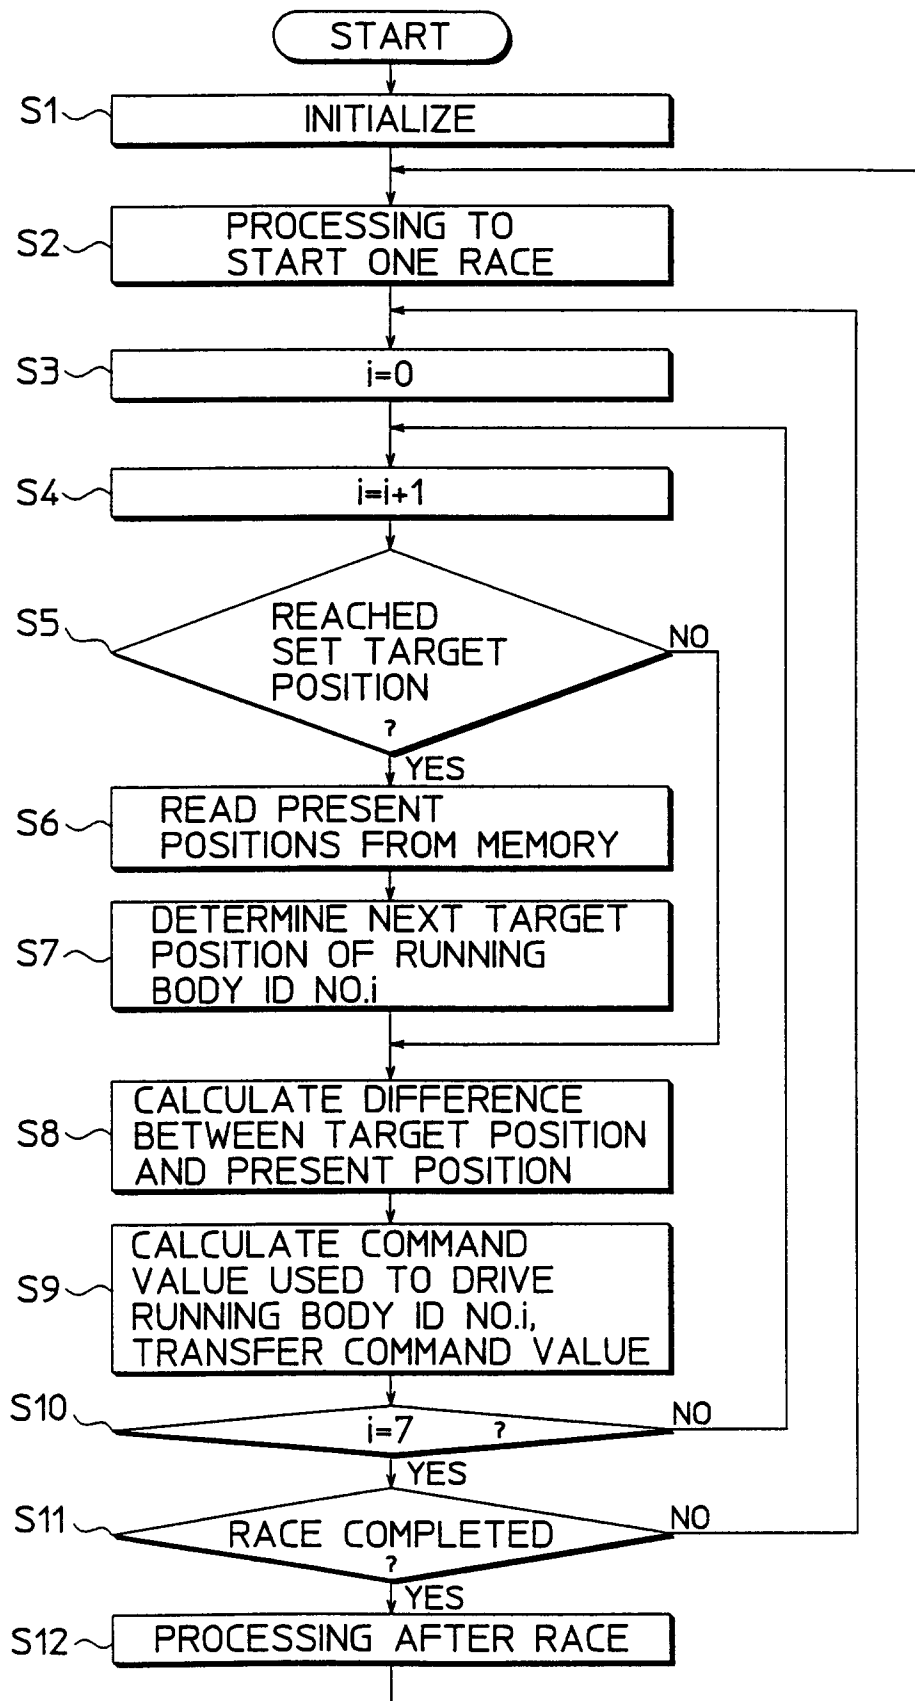 START
S1
INITIALIZE
S2
PROCESSING TO
START ONE RACE
S3
i=0
S4
i=i+1
S5
REACHED
SET TARGET
POSITION
?
NO
YES
S6
READ PRESENT
POSITIONS FROM MEMORY
S7
DETERMINE NEXT TARGET
POSITION OF RUNNING
BODY ID NO.i
S8
CALCULATE DIFFERENCE
BETWEEN TARGET POSITION
AND PRESENT POSITION
S9
CALCULATE COMMAND
VALUE USED TO DRIVE
RUNNING BODY ID NO.i,
TRANSFER COMMAND VALUE
S10
i=7 ?
NO
YES
S11
RACE COMPLETED
?
NO
YES
S12
PROCESSING AFTER RACE